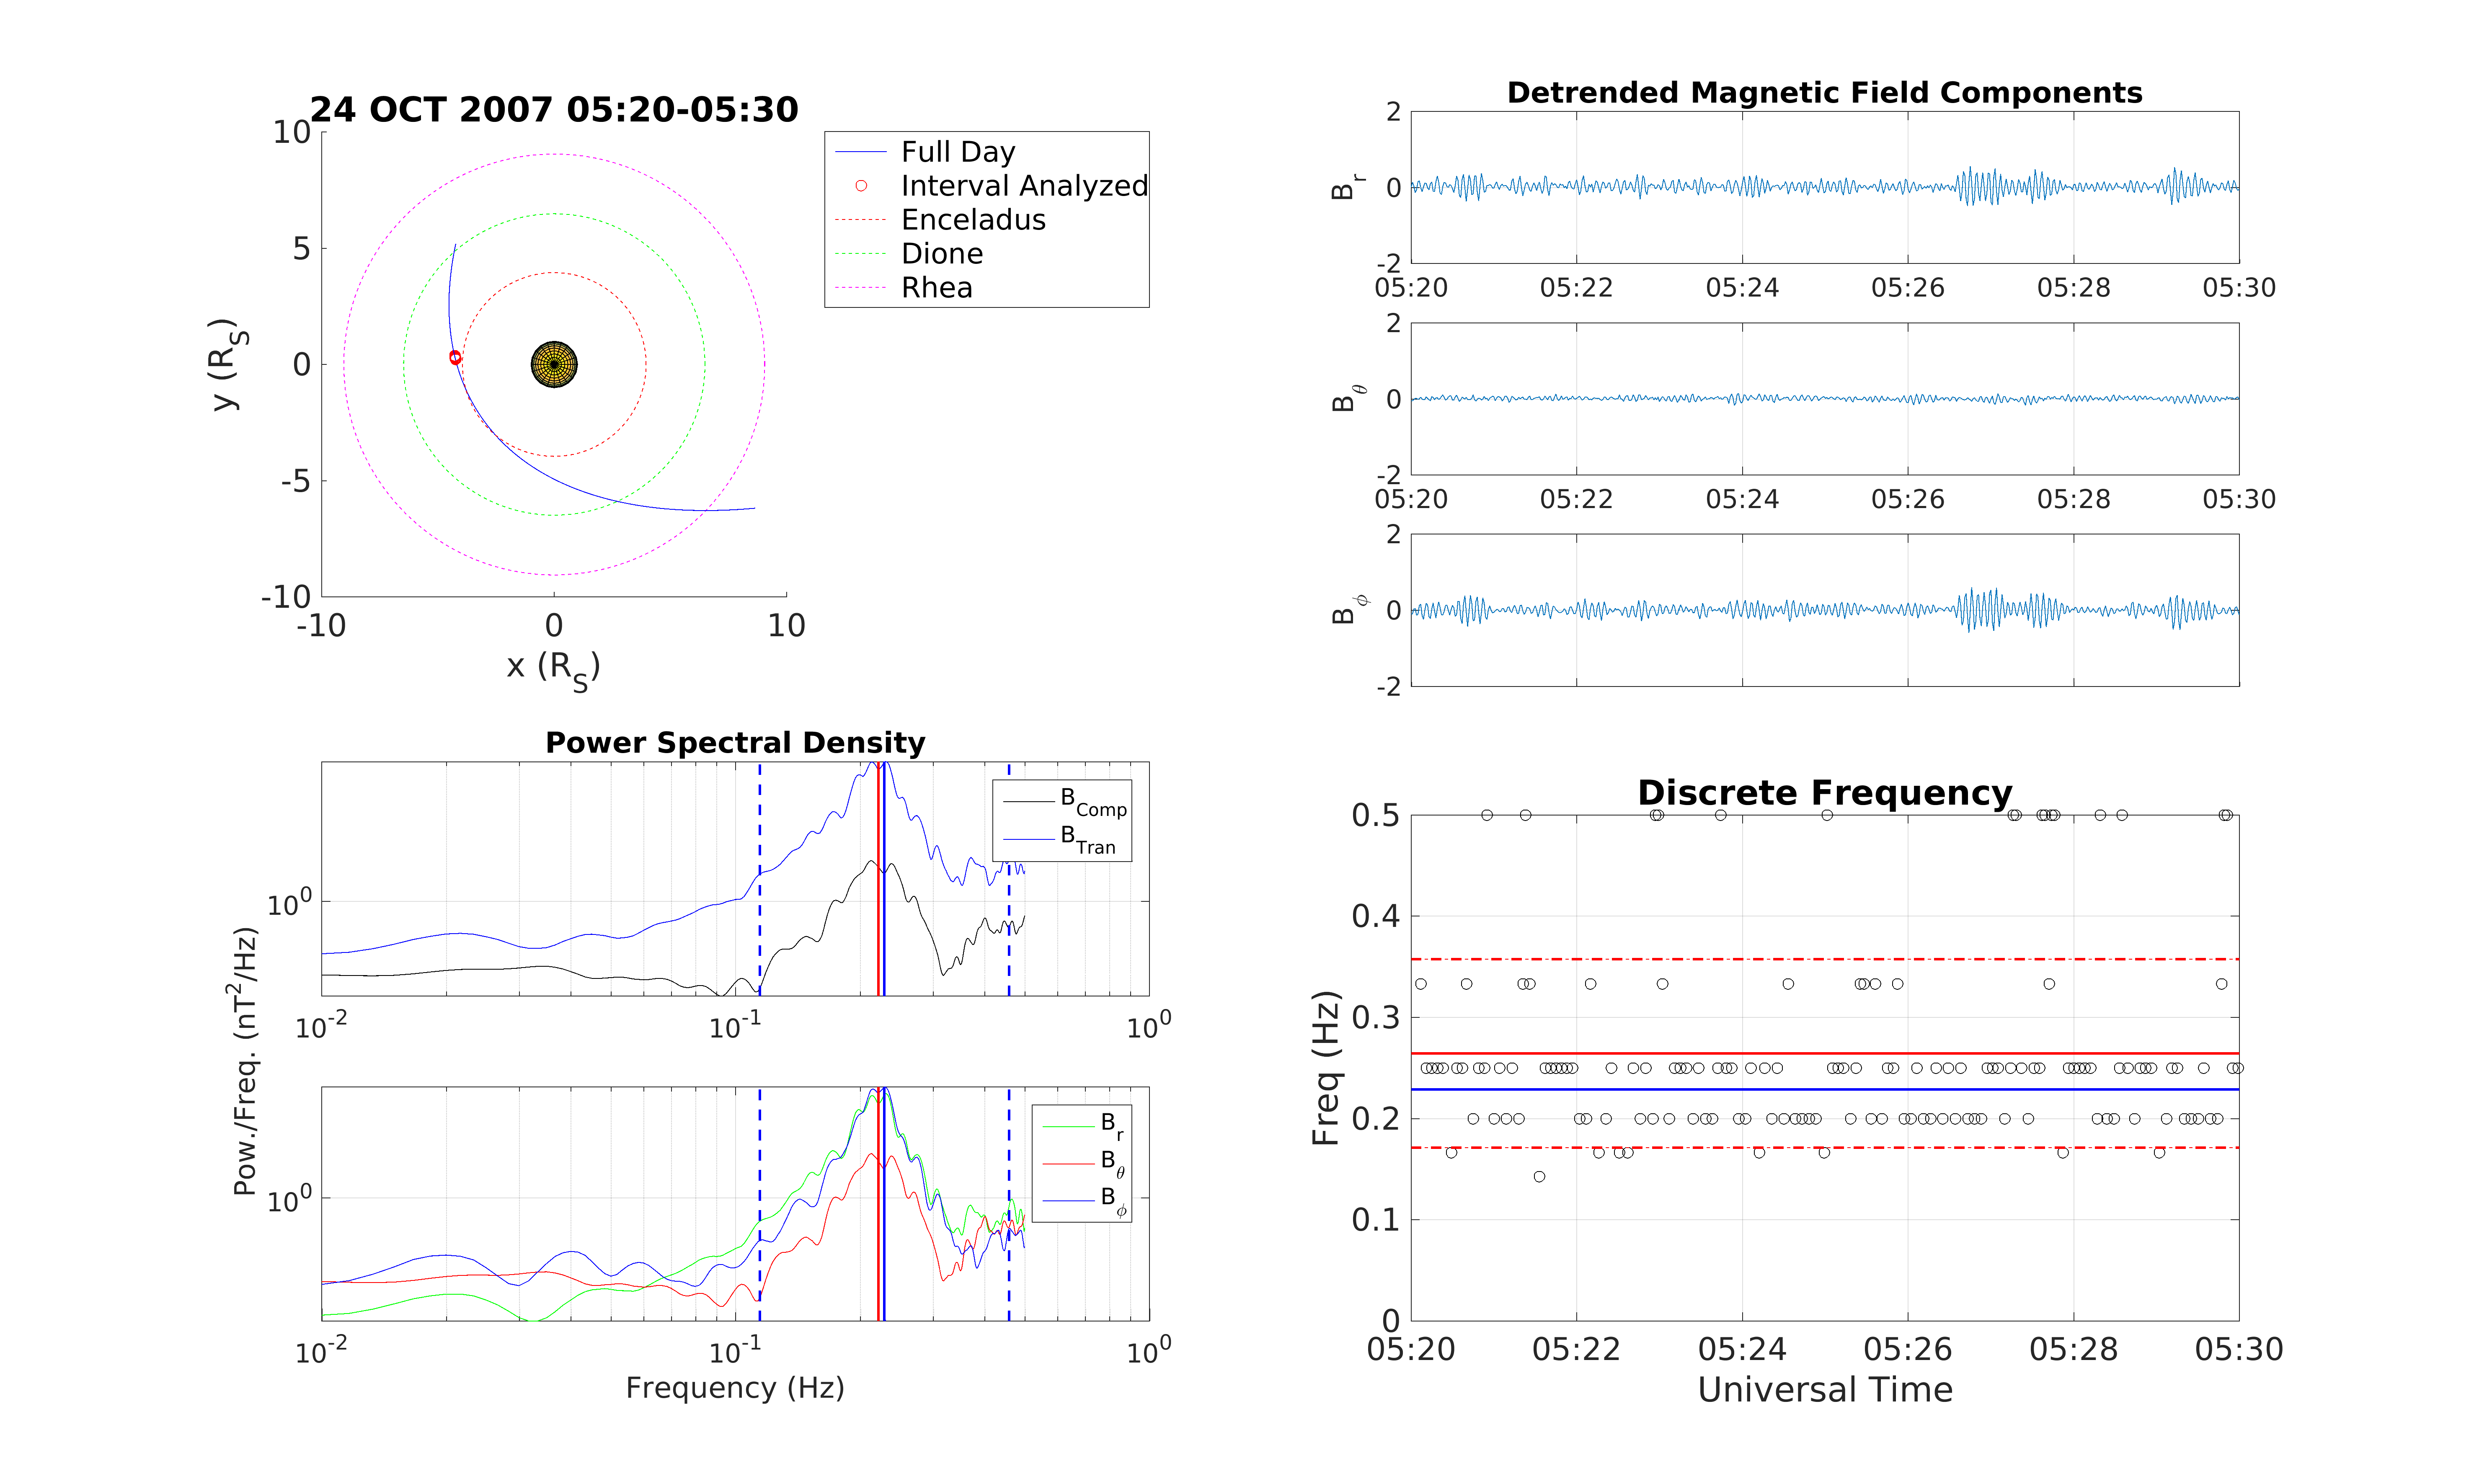 24 OCT 2007 05:20-05:30
10
5
0
-5
-10
-10 0 10
y (R_S)
x (R_S)
Full Day
Interval Analyzed
Enceladus
Dione
Rhea
Detrended Magnetic Field Components
2
0
-2
B_r
05:20 05:22 05:24 05:26 05:28 05:30
2
0
-2
B_θ
05:20 05:22 05:24 05:26 05:28 05:30
2
0
-2
B_ϕ
Power Spectral Density
B_Comp
B_Tran
10^0
10^-2 10^-1 10^0
Pow./Freq. (nT^2/Hz)
B_r
B_θ
B_ϕ
10^0
10^-2 10^-1 10^0
Frequency (Hz)
Discrete Frequency
0.5
0.4
0.3
0.2
0.1
0
Freq (Hz)
05:20 05:22 05:24 05:26 05:28 05:30
Universal Time